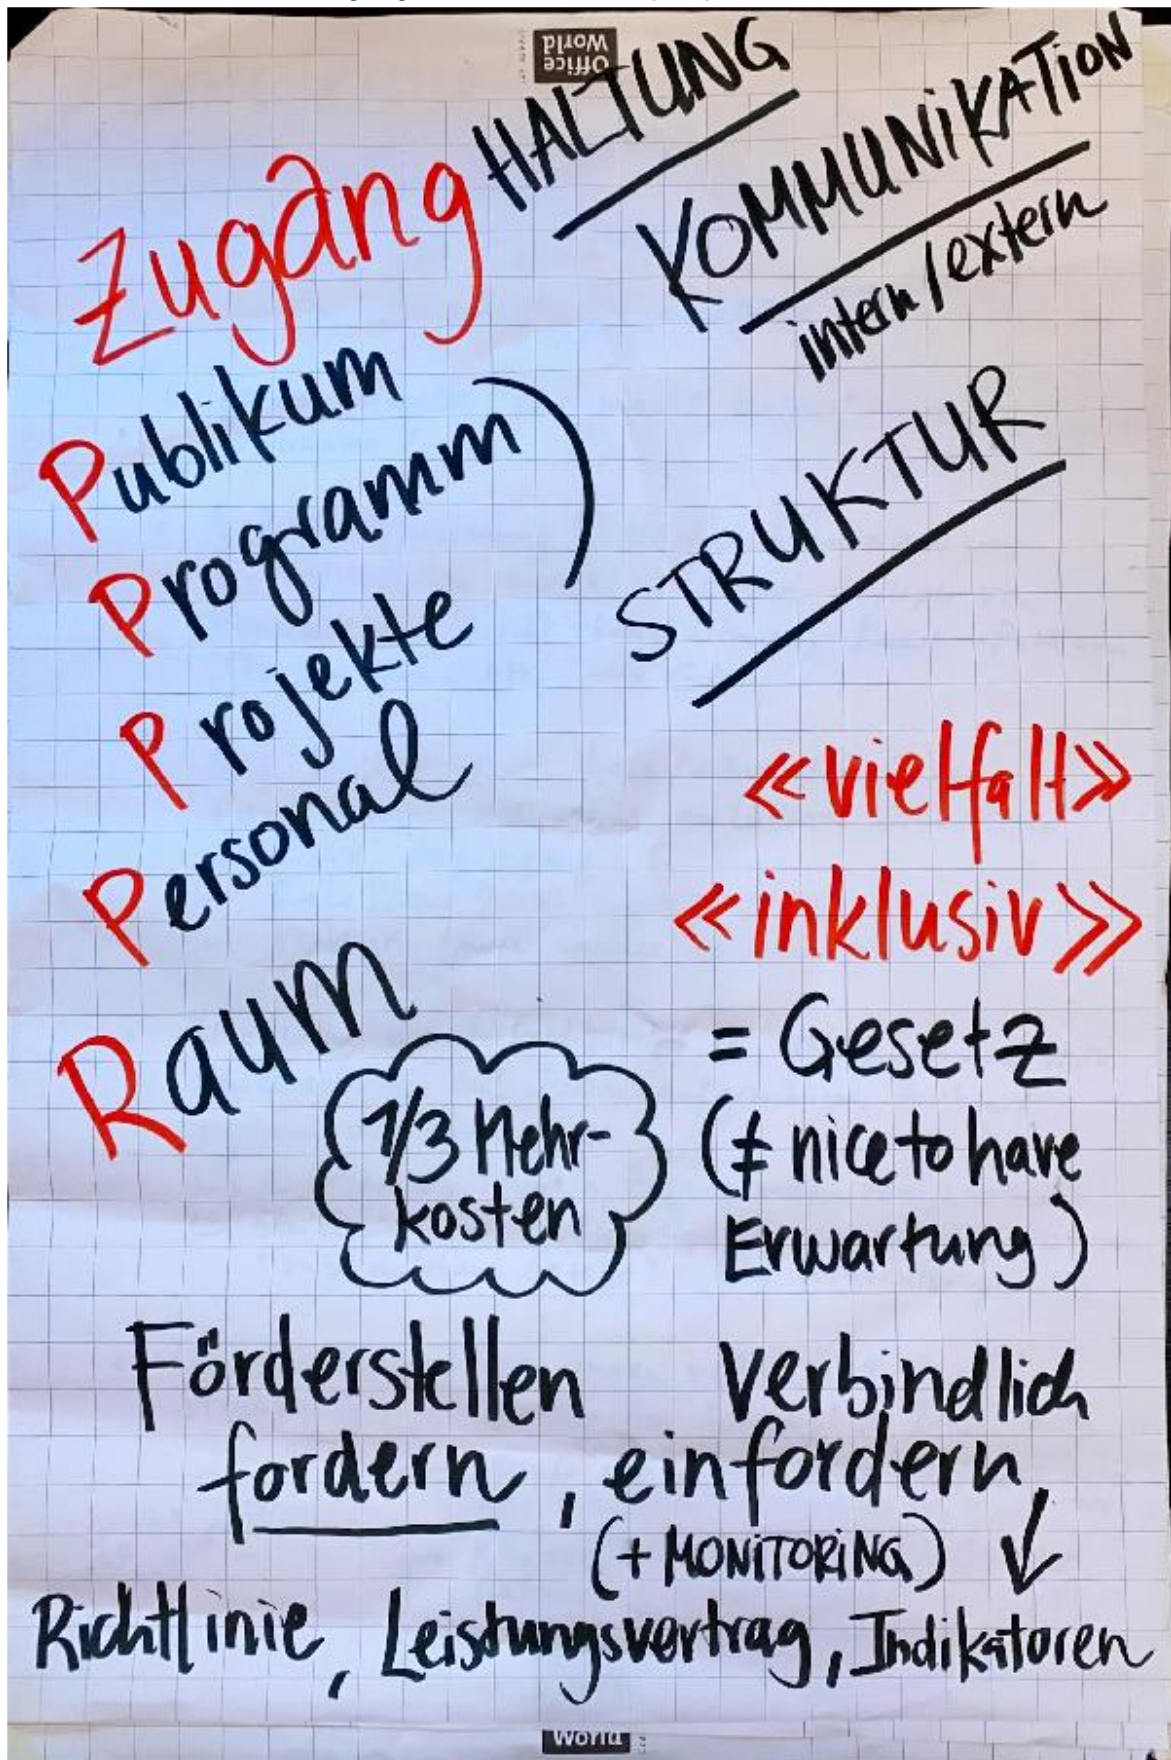 Office
World
HALTUNG
KOMMUNIKATION
intern/extern
Zugang
Publikum
Programm
Projekte
Personal
Raum
STRUKTUR
«vielfalt»
«inklusiv»
= Gesetz
(≠ nice to have
Erwartung)
1/3 Mehr-
kosten
Förderstellen verbindlich
fordern, einfordern
(+ MONiTORiNG)
Richtlinie, Leistungsvertrag, Indikatoren
World